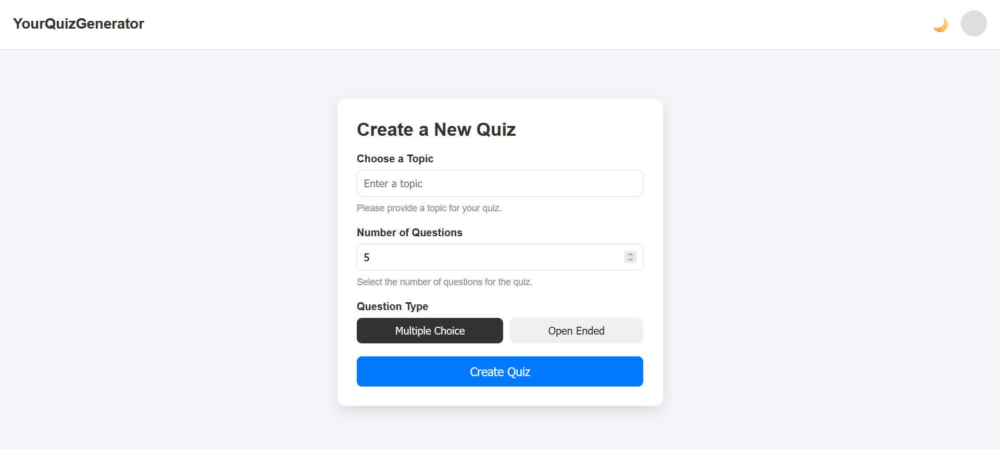 YourQuizGenerator
Create a New Quiz
Choose a Topic
Enter a topic
Please provide a topic for your quiz.
Number of Questions
5
Select the number of questions for the quiz.
Question Type
Multiple Choice
Open Ended
Create Quiz